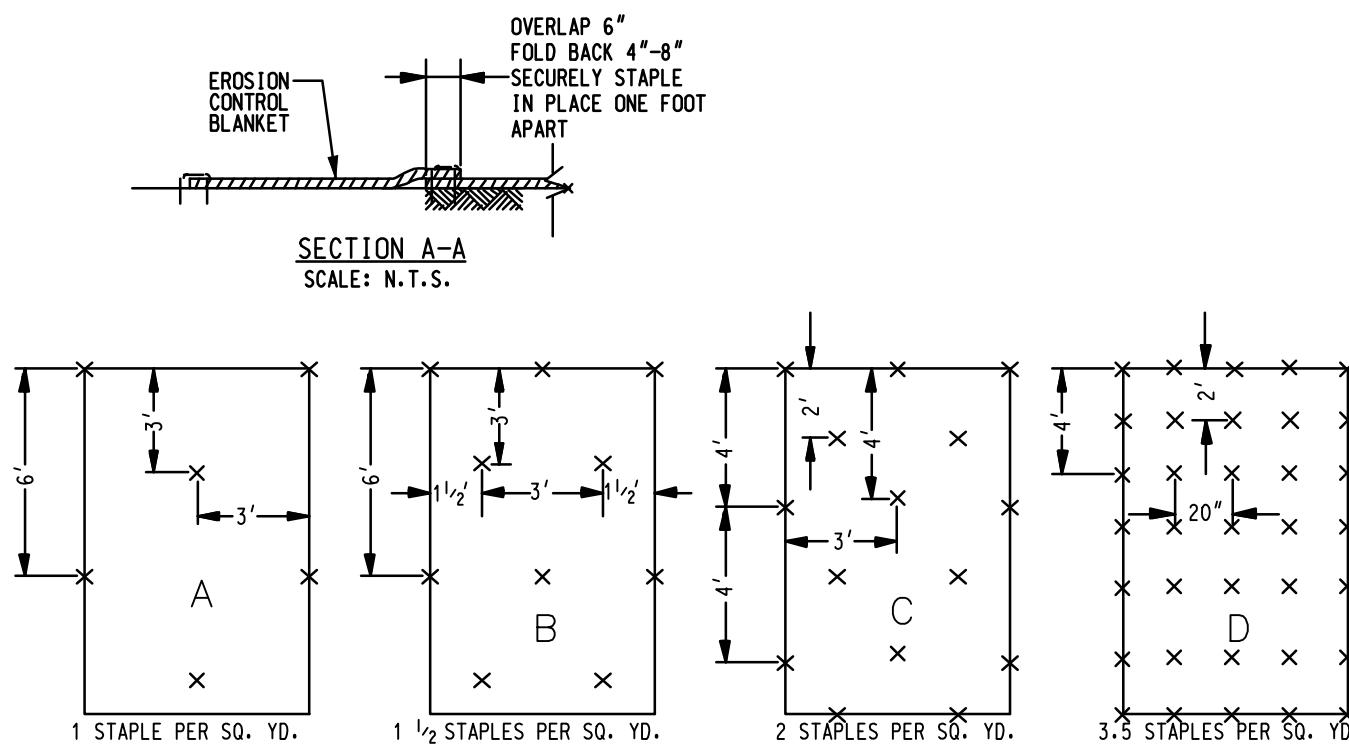 OVERLAP 6"
FOLD BACK 4"-8"
SECURELY STAPLE
IN PLACE ONE FOOT
APART
EROSION
CONTROL
BLANKET
SECTION A-A
SCALE: N.T.S.
6'
3'
3'
A
1 STAPLE PER SQ. YD.
6'
3'
1 1/2'
3'
1 1/2'
B
1 1/2 STAPLES PER SQ. YD.
4'
4'
2'
4'
3'
C
2 STAPLES PER SQ. YD.
4'
2'
20"
D
3.5 STAPLES PER SQ. YD